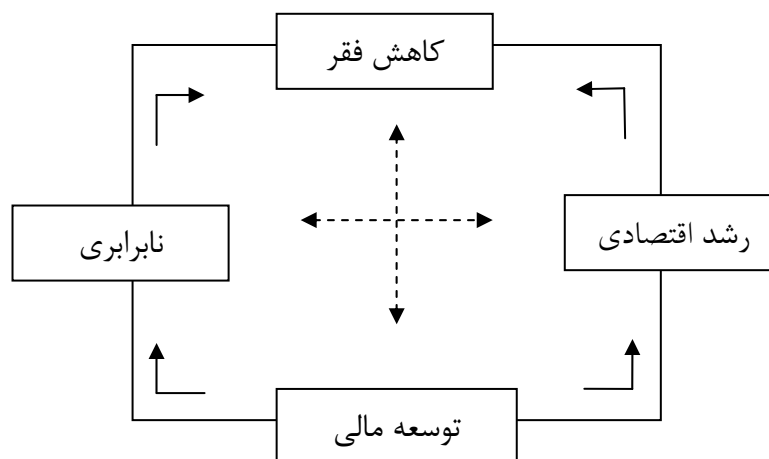 کاهش فقر
رشد اقتصادی
نابرابری
توسعه مالی